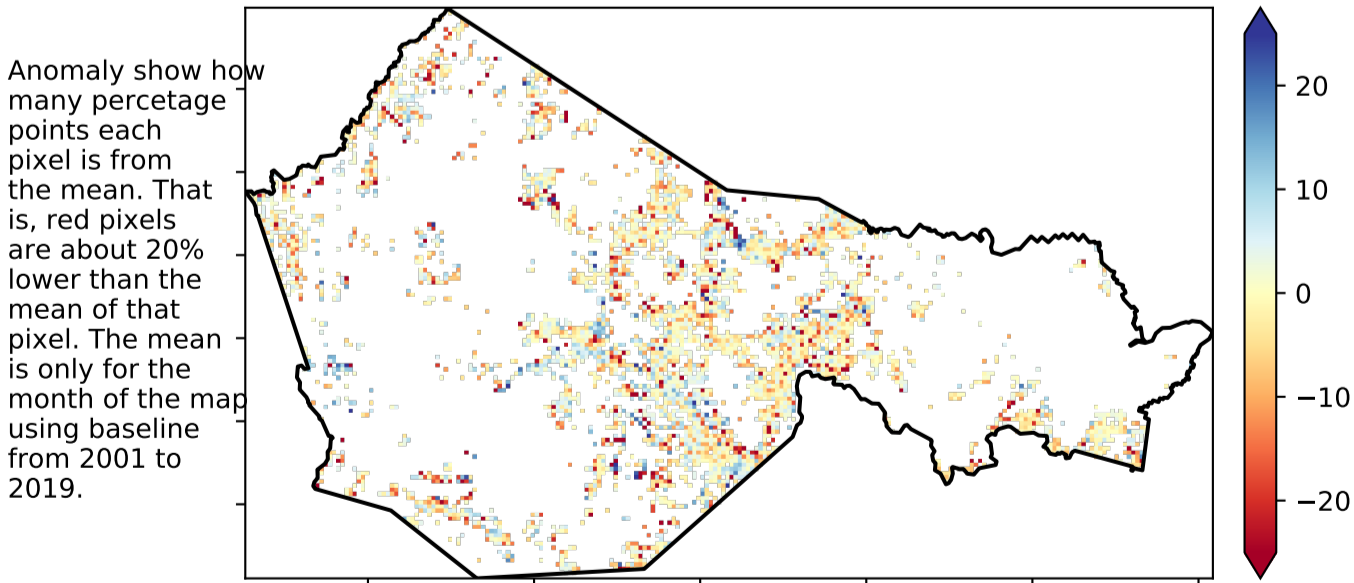 Anomaly show how
many percetage
points each
pixel is from
the mean. That
is, red pixels
are about 20%
lower than the
mean of that
pixel. The mean
is only for the
month of the map
using baseline
from 2001 to
2019.
20
10
0
−10
−20